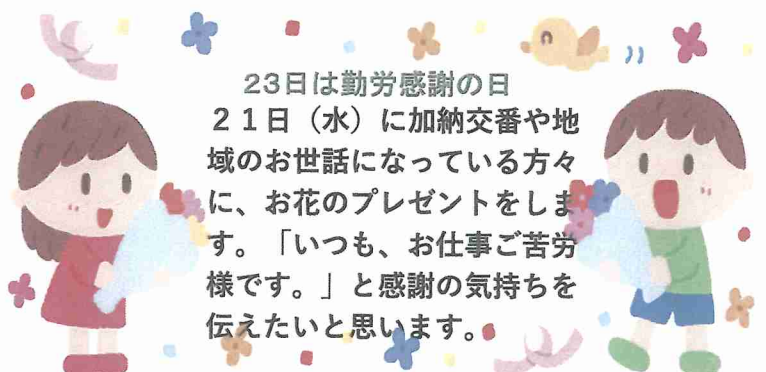 23日は勤労感謝の日
２１日（水）に加納交番や地
域のお世話になっている方々
に、お花のプレゼントをしま
す。「いつも、お仕事ご苦労
様です。」と感謝の気持ちを
伝えたいと思います。